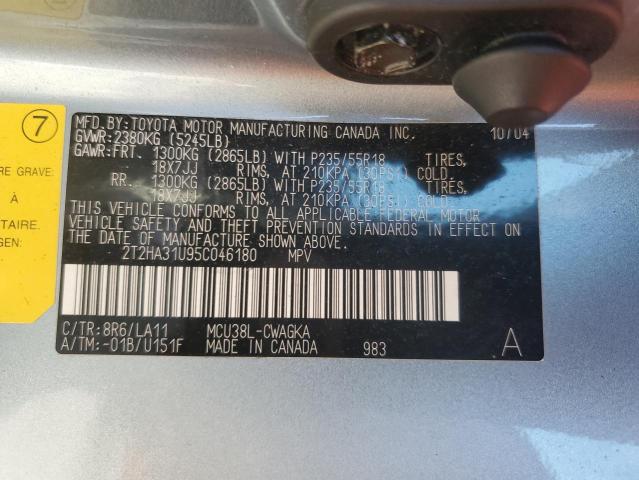 MFD.BY:TOYOTA MOTOR MANUFACTURING CANADA INC. 10/04
GVWR:2380KG (5245LB)
GAWR:FRT. 1300KG (2865LB) WITH P235/55R18 TIRES,
18X7JJ RIMS, AT 210KPA (30PSI) COLD.
RR. 1300KG (2865LB) WITH P235/55R18 TIRES,
18X7JJ RIMS, AT 210KPA (30PSI) COLD.
THIS VEHICLE CONFORMS TO ALL APPLICABLE FEDERAL MOTOR
VEHICLE SAFETY AND THEFT PREVENTION STANDARDS IN EFFECT ON
THE DATE OF MANUFACTURE SHOWN ABOVE.
2T2HA31U95C046180 MPV
C/TR:8R6/LA11 MCU38L-CWAGKA
A/TM:-01B/U151F MADE IN CANADA 983 A
7
RE GRAVE:
À
TAIRE.
GEN: